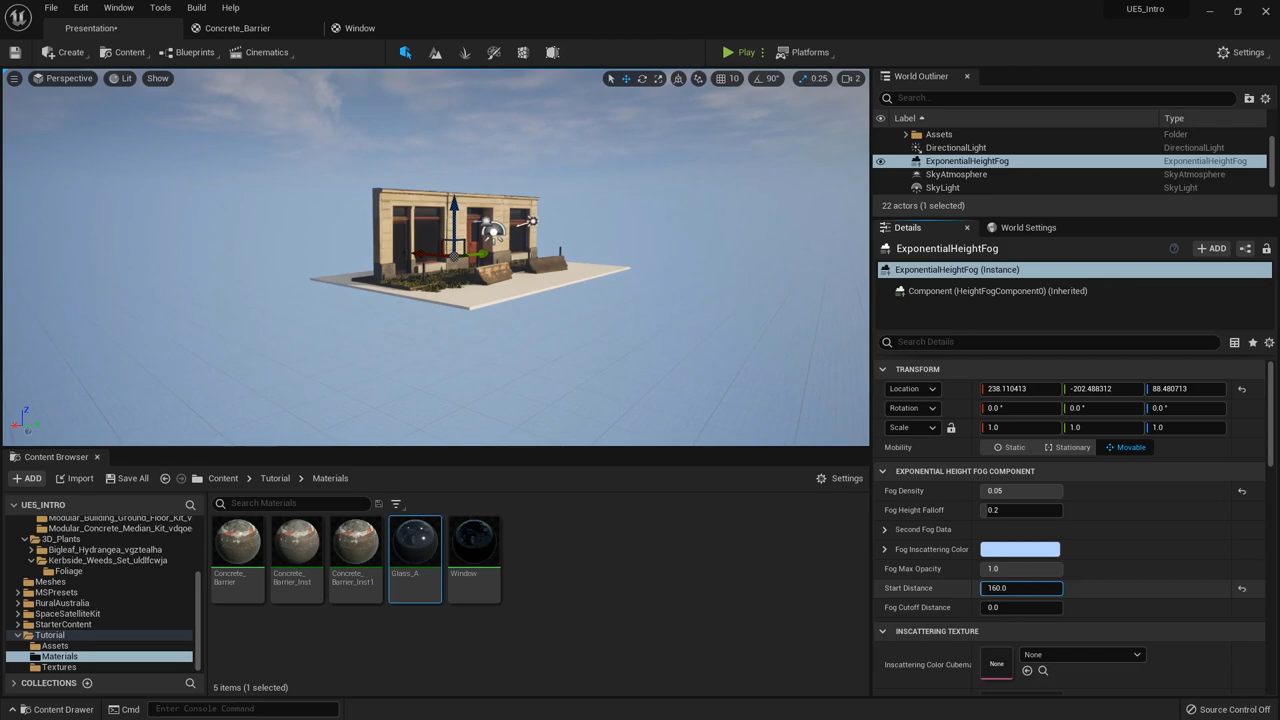 File Edit Window Tools Build Help
UE5_Intro
Presentation* Concrete_Barrier Window
Create Content Blueprints Cinematics Play Platforms Settings
Perspective Lit Show 10 90° 0.25 2
Z
World Outliner
Search...
Label Type
Assets Folder
DirectionalLight DirectionalLight
ExponentialHeightFog ExponentialHeightFog
SkyAtmosphere SkyAtmosphere
SkyLight SkyLight
22 actors (1 selected)
Details World Settings
ExponentialHeightFog ADD
ExponentialHeightFog (Instance)
Component (HeightFogComponent0) (Inherited)
Search Details
TRANSFORM
Location 238.110413 -202.488312 88.480713
Rotation 0.0 ° 0.0 ° 0.0 °
Scale 1.0 1.0 1.0
Mobility Static Stationary Movable
EXPONENTIAL HEIGHT FOG COMPONENT
Fog Density 0.05
Fog Height Falloff 0.2
Second Fog Data
Fog Inscattering Color
Fog Max Opacity 1.0
Start Distance 160.0
Fog Cutoff Distance 0.0
INSCATTERING TEXTURE
Inscattering Color Cubema None None
Content Browser
ADD Import Save All Content Tutorial Materials Settings
UE5_INTRO
Modular_Building_Ground_Floor_Kit_v
Modular_Concrete_Median_Kit_vdqoe
3D_Plants
Bigleaf_Hydrangea_vgztealha
Kerbside_Weeds_Set_uldlfcwja
Foliage
Meshes
MSPresets
RuralAustralia
SpaceSatelliteKit
StarterContent
Tutorial
Assets
Materials
Textures
COLLECTIONS
Search Materials
Concrete_
Barrier
Concrete_
Barrier_Inst
Concrete_
Barrier_Inst1
Glass_A
Window
5 items (1 selected)
Content Drawer Cmd Enter Console Command Source Control Off